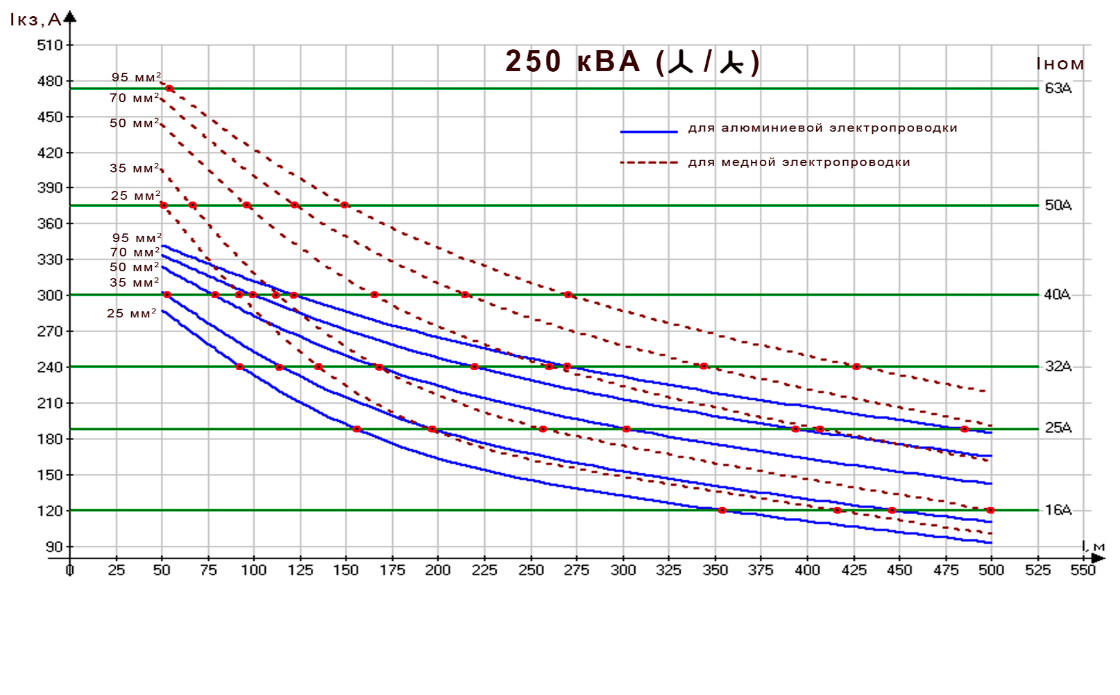 Iкз,А
250 кВА ( / )
Iном
510
480
450
420
390
360
330
300
270
240
210
180
150
120
90
95 мм²
70 мм²
50 мм²
35 мм²
25 мм²
95 мм²
70 мм²
50 мм²
35 мм²
25 мм²
для алюминиевой электропроводки
для медной электропроводки
63А
50А
40А
32А
25А
16А
l, м
0 25 50 75 100 125 150 175 200 225 250 275 300 325 350 375 400 425 450 475 500 525 550